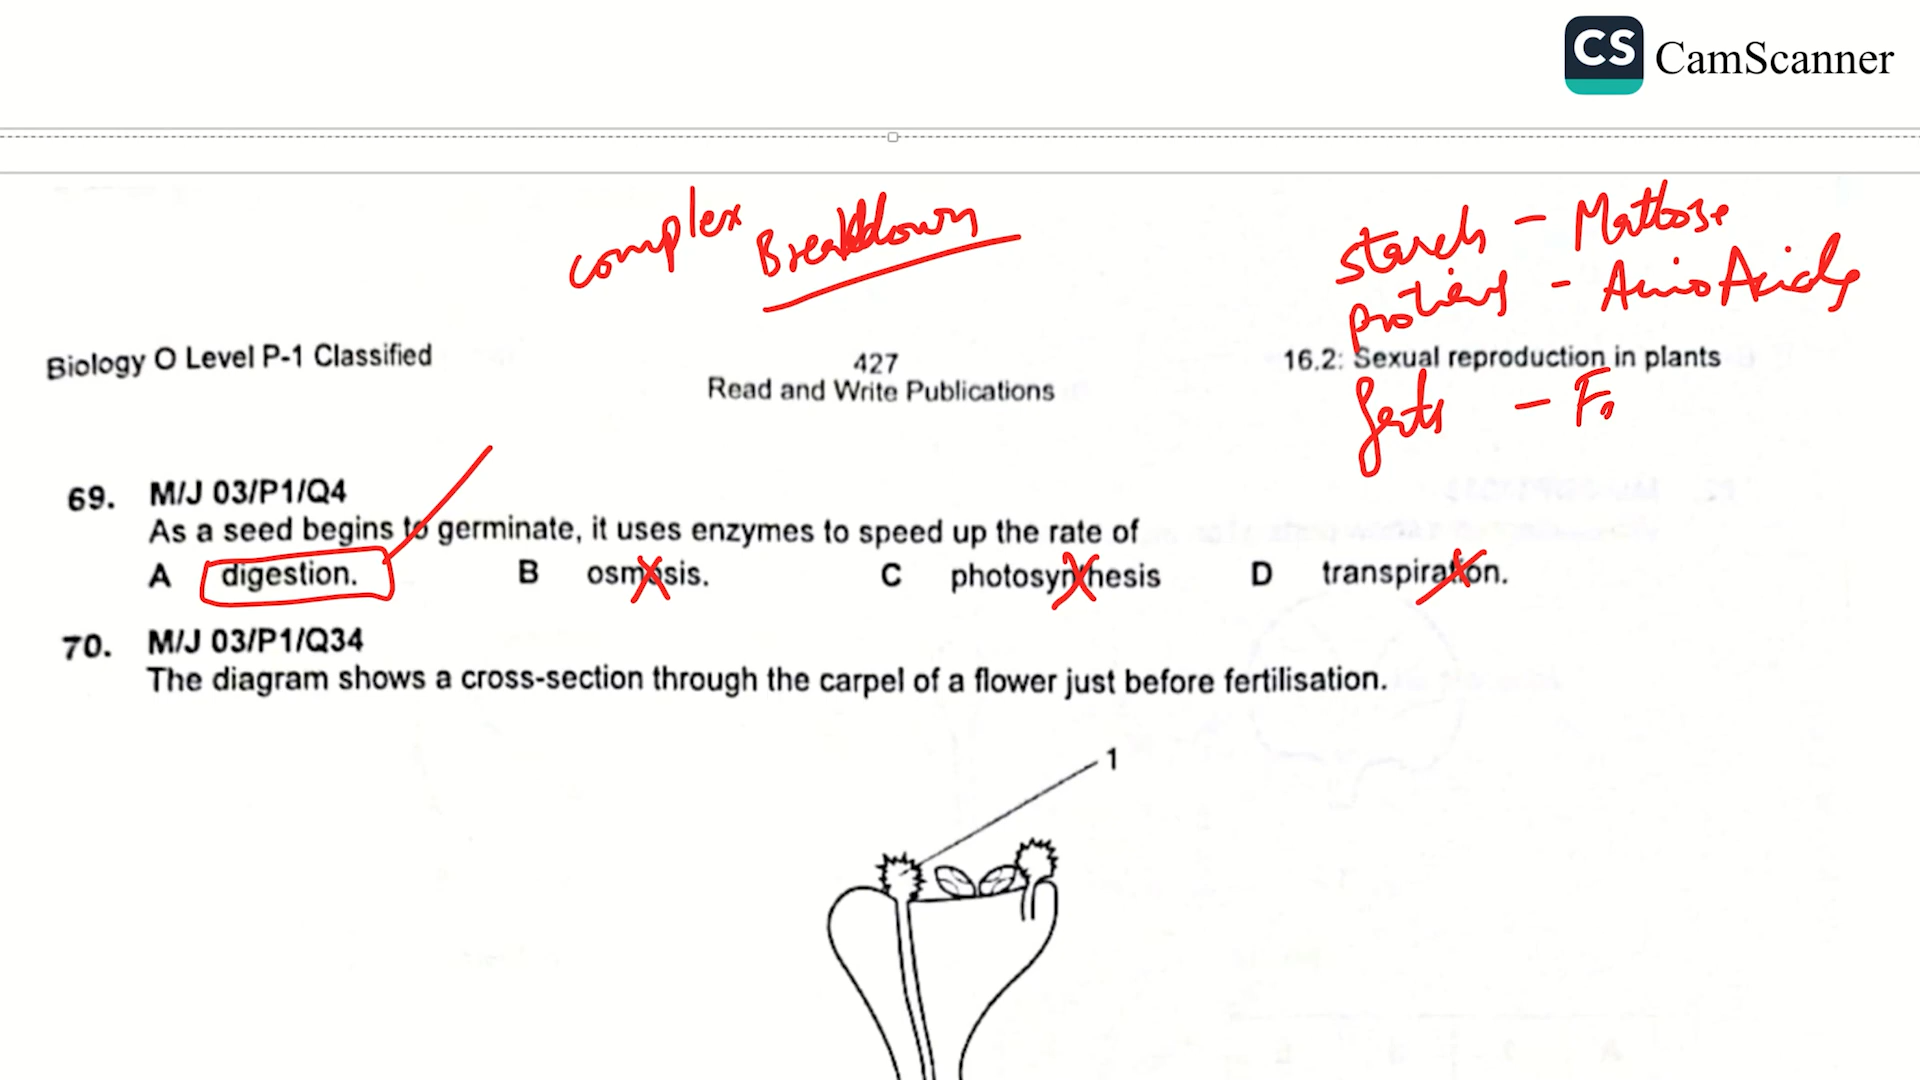 CS CamScanner
complex Breakdown
starch - Maltose
protiens - Amino Acids
Biology O Level P-1 Classified
427
Read and Write Publications
16.2: Sexual reproduction in plants
fats - Fa
69. M/J 03/P1/Q4
As a seed begins to germinate, it uses enzymes to speed up the rate of
A digestion. B osmosis. C photosynthesis D transpiration.
70. M/J 03/P1/Q34
The diagram shows a cross-section through the carpel of a flower just before fertilisation.
1